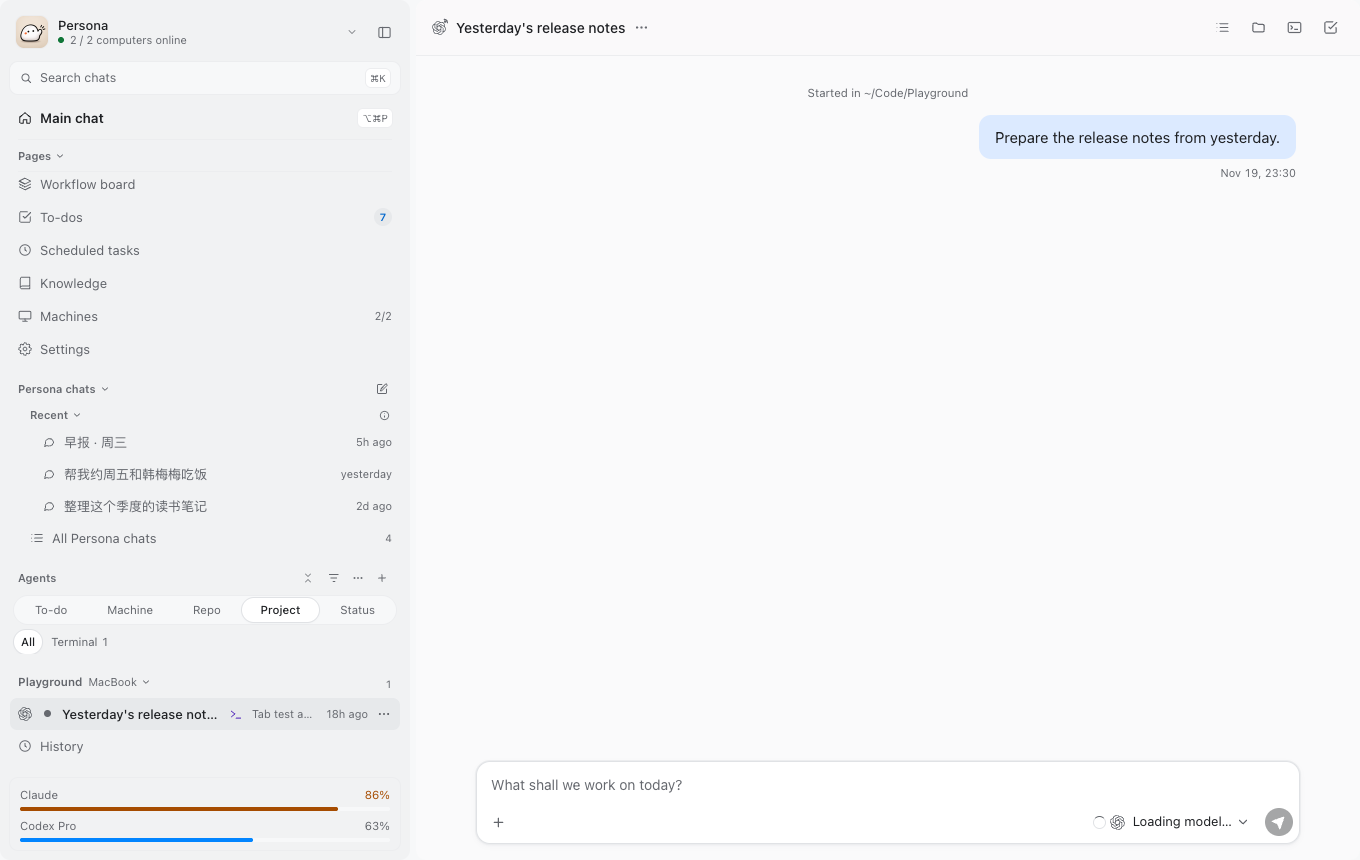 Persona
2 / 2 computers online
Search chats ⌘K
Main chat ⌥⌘P
Pages
Workflow board
To-dos 7
Scheduled tasks
Knowledge
Machines 2/2
Settings
Persona chats
Recent
早报 · 周三 5h ago
帮我约周五和韩梅梅吃饭 yesterday
整理这个季度的读书笔记 2d ago
All Persona chats 4
Agents
To-do Machine Repo Project Status
All Terminal 1
Playground MacBook 1
Yesterday's release not... Tab test a... 18h ago
History
Claude 86%
Codex Pro 63%
Yesterday's release notes
Started in ~/Code/Playground
Prepare the release notes from yesterday.
Nov 19, 23:30
What shall we work on today?
Loading model...